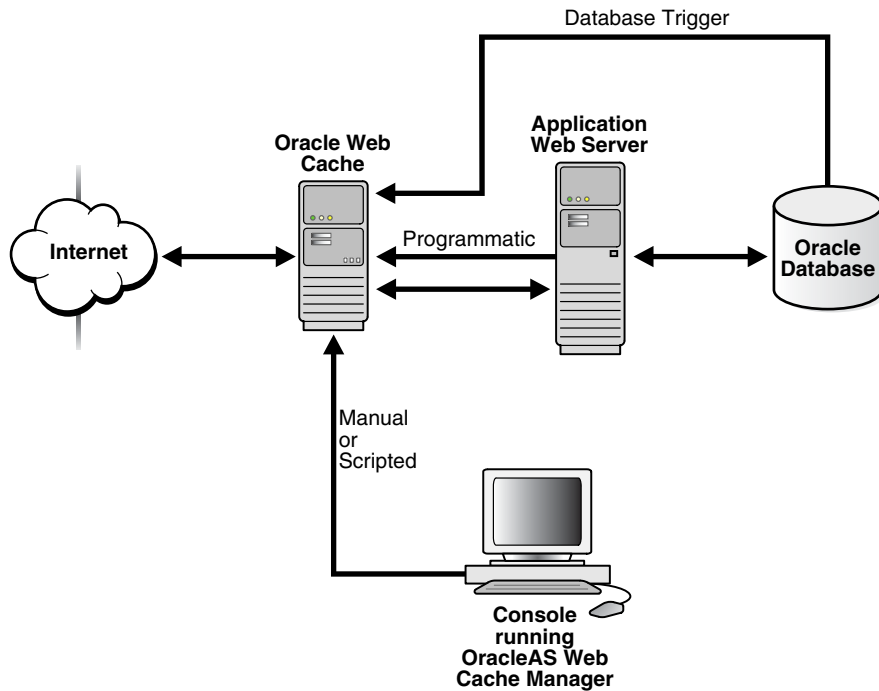 Database Trigger
Oracle Web
Cache
Application
Web Server
Internet
Programmatic
Oracle
Database
Manual
or
Scripted
Console
running
OracleAS Web
Cache Manager